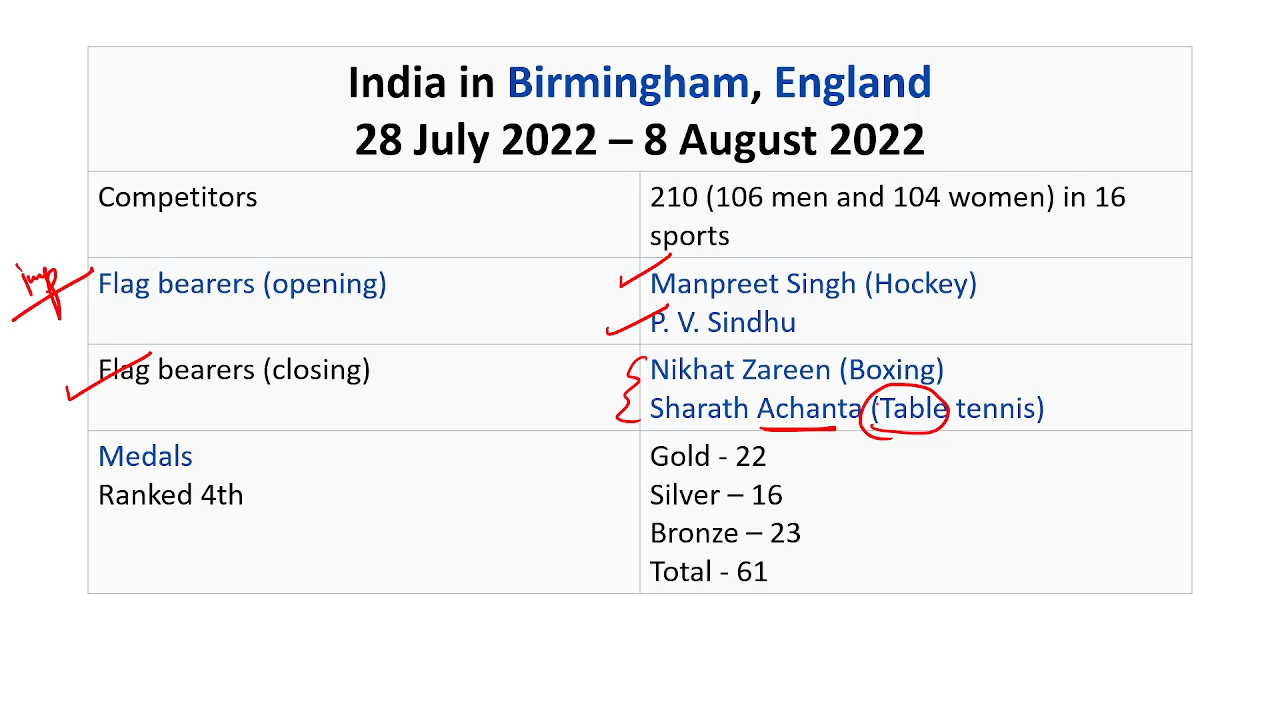 India in Birmingham, England
28 July 2022 – 8 August 2022
Competitors
210 (106 men and 104 women) in 16
sports
imp
Flag bearers (opening)
Manpreet Singh (Hockey)
P. V. Sindhu
Flag bearers (closing)
Nikhat Zareen (Boxing)
Sharath Achanta (Table tennis)
Medals
Ranked 4th
Gold - 22
Silver – 16
Bronze – 23
Total - 61